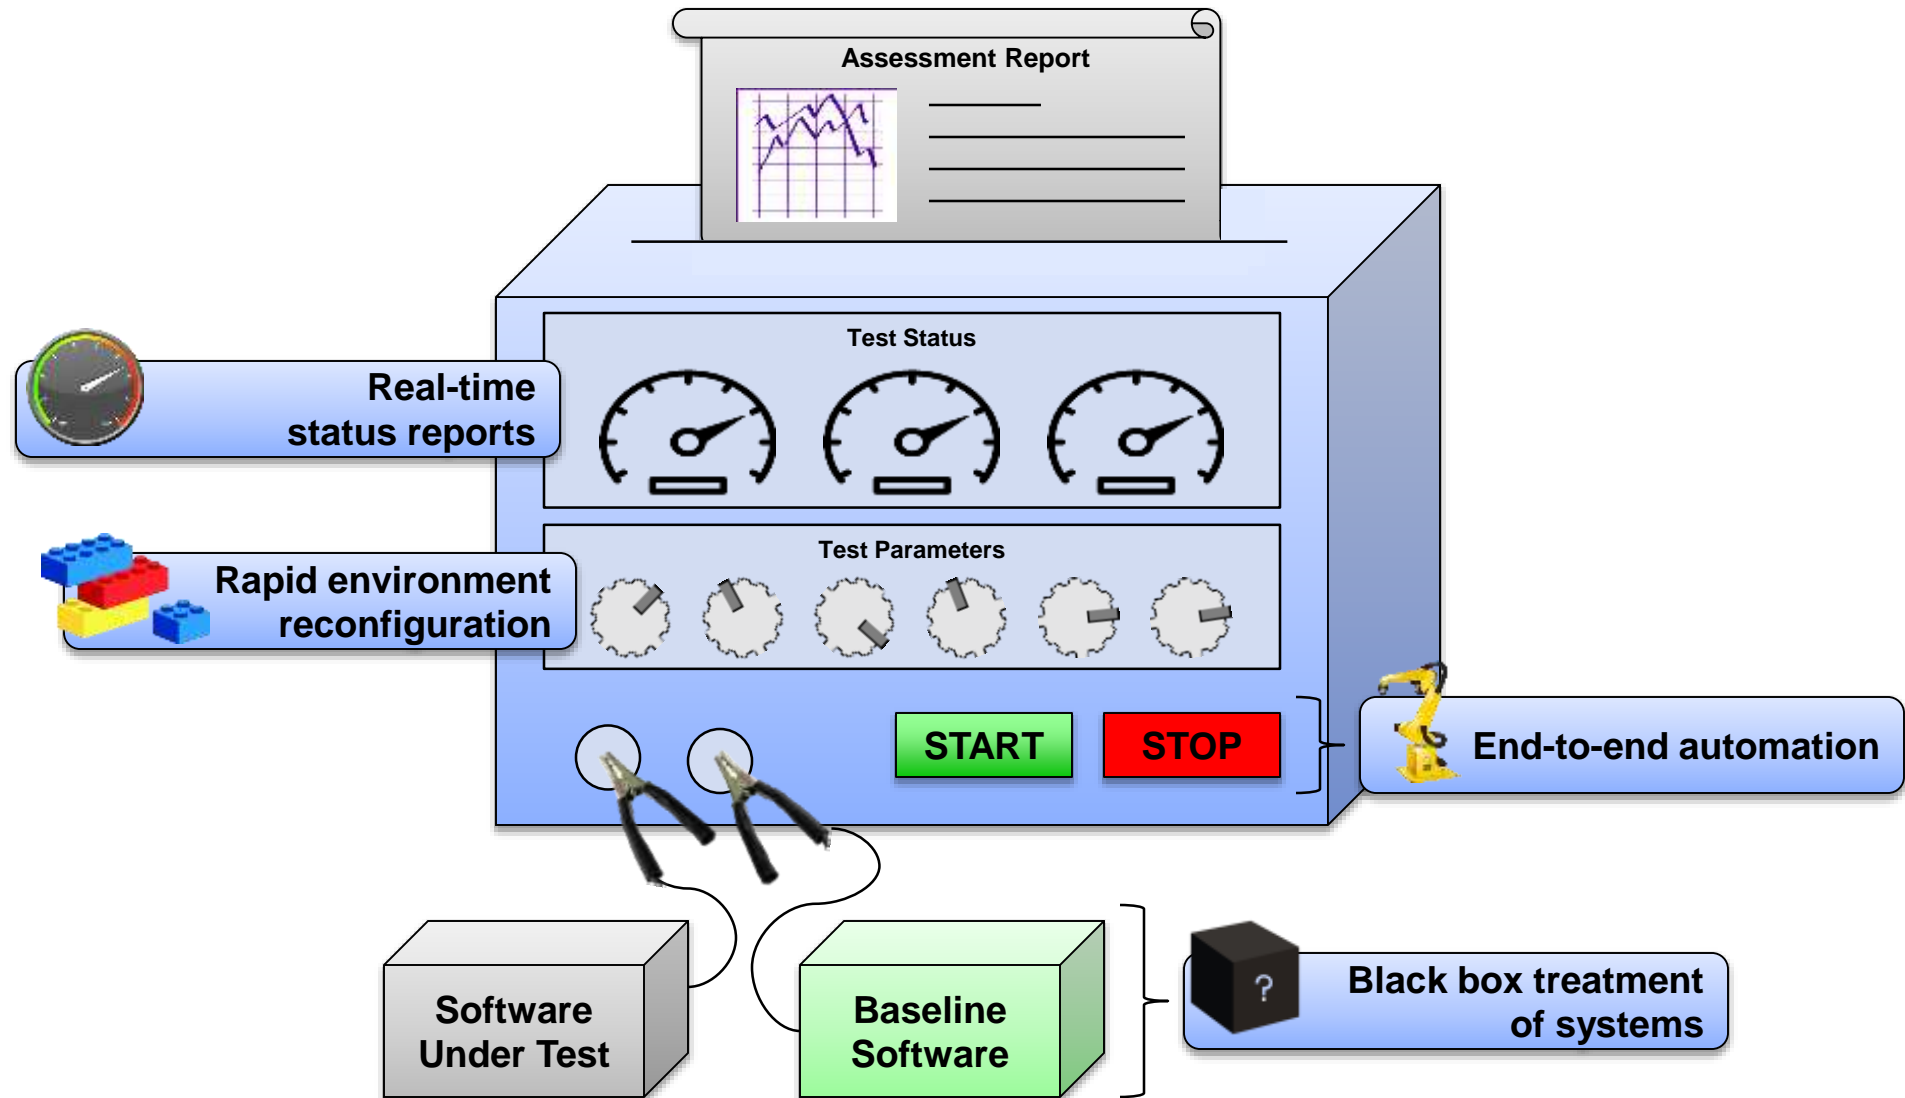 Assessment Report
Test Status
Real-time
status reports
Test Parameters
Rapid environment
reconfiguration
START
STOP
End-to-end automation
Software
Under Test
Baseline
Software
?
Black box treatment
of systems